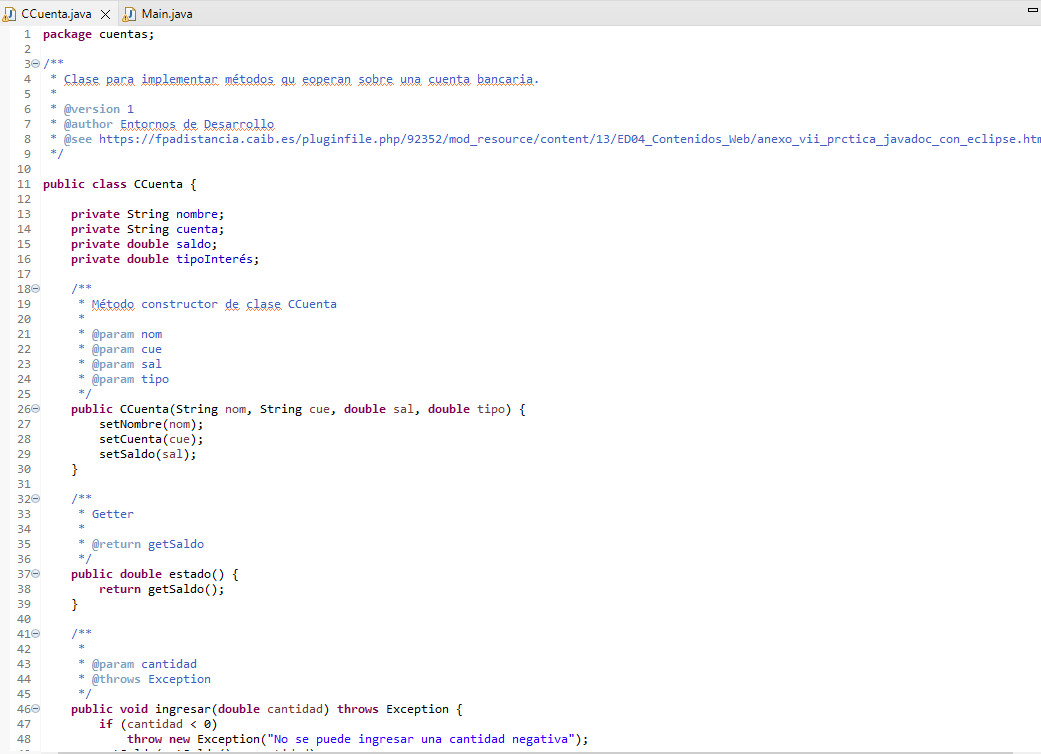 CCuenta.java Main.java
1 package cuentas;
2
3 /**
4 * Clase para implementar métodos qu eoperan sobre una cuenta bancaria.
5 *
6 * @version 1
7 * @author Entornos de Desarrollo
8 * @see https://fpadistancia.caib.es/pluginfile.php/92352/mod_resource/content/13/ED04_Contenidos_Web/anexo_vii_prctica_javadoc_con_eclipse.htm
9 */
10
11 public class CCuenta {
12
13 private String nombre;
14 private String cuenta;
15 private double saldo;
16 private double tipoInterés;
17
18 /**
19 * Método constructor de clase CCuenta
20 *
21 * @param nom
22 * @param cue
23 * @param sal
24 * @param tipo
25 */
26 public CCuenta(String nom, String cue, double sal, double tipo) {
27 setNombre(nom);
28 setCuenta(cue);
29 setSaldo(sal);
30 }
31
32 /**
33 * Getter
34 *
35 * @return getSaldo
36 */
37 public double estado() {
38 return getSaldo();
39 }
40
41 /**
42 *
43 * @param cantidad
44 * @throws Exception
45 */
46 public void ingresar(double cantidad) throws Exception {
47 if (cantidad < 0)
48 throw new Exception("No se puede ingresar una cantidad negativa");